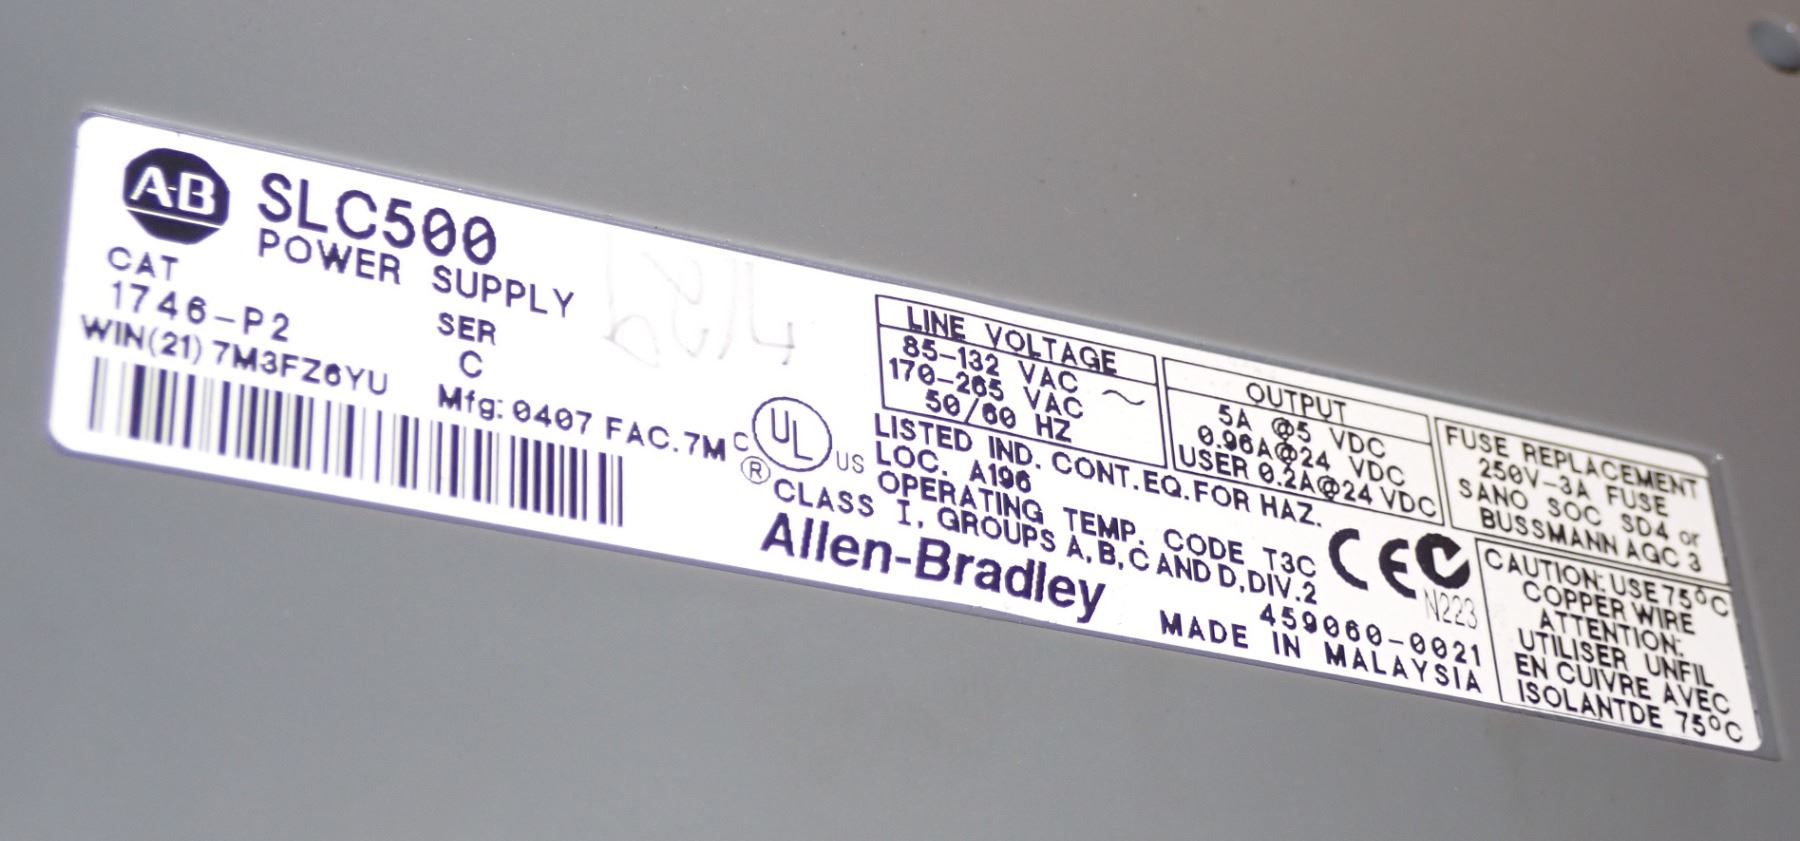 A-B
SLC500
POWER SUPPLY
CAT
1746-P2
SER
C
WIN(21)7M3FZ6YU
Mfg: 0407 FAC.7M
C UL US
®
LINE VOLTAGE
85-132 VAC
170-265 VAC ~
50/60 HZ
OUTPUT
5A @5 VDC
0.96A@24 VDC
USER 0.2A@24 VDC
FUSE REPLACEMENT
250V-3A FUSE
SANO SOC SD4 or
BUSSMANN AGC 3
LISTED IND. CONT.EQ.FOR HAZ.
LOC. A196
OPERATING TEMP. CODE T3C
CLASS I, GROUPS A,B,C AND D,DIV.2
Allen-Bradley
CE
N223
459060-0021
MADE IN MALAYSIA
CAUTION: USE 75°C
COPPER WIRE
ATTENTION:
UTILISER UNFIL
EN CUIVRE AVEC
ISOLANTDE 75°C